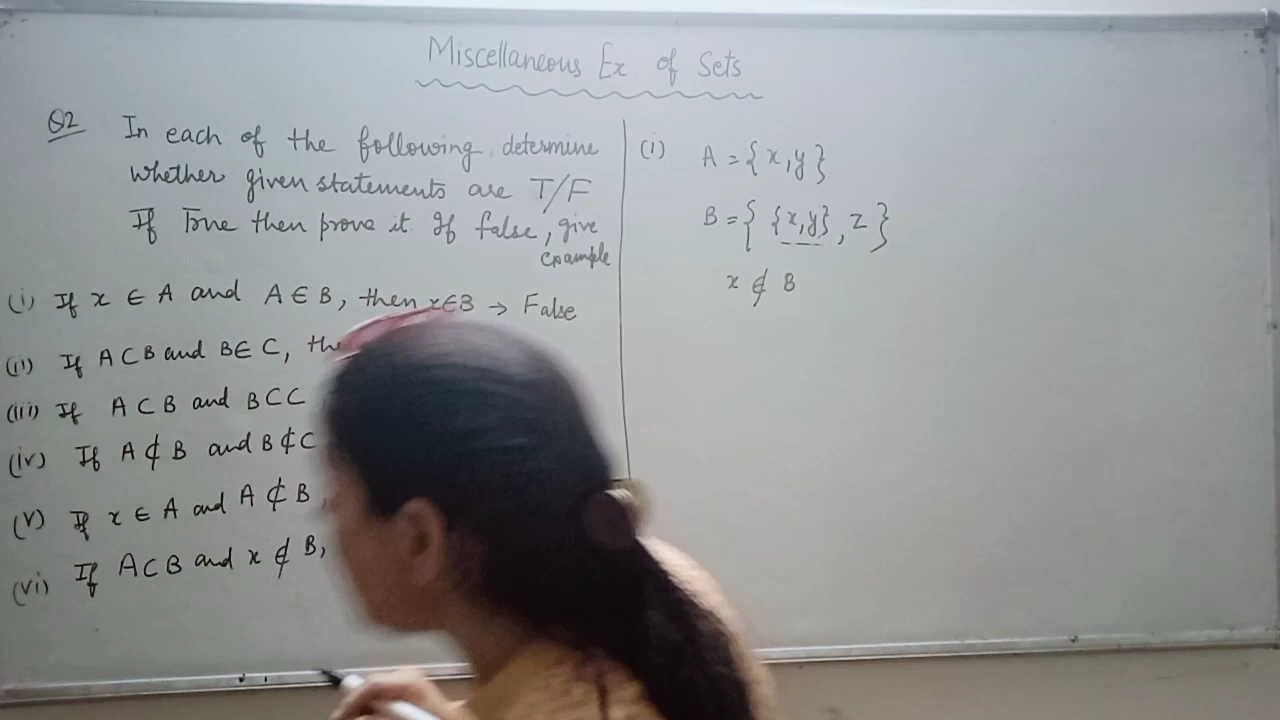 Miscellaneous Ex. of Sets
Q2 In each of the following, determine
whether given statements are T/F
If True then prove it. If false, give
example
(i) If x ∈ A and A ∈ B, then x∈B → False
(ii) If A ⊂ B and B ∈ C, the
(iii) If A ⊂ B and B ⊂ C
(iv) If A ⊄ B and B ⊄ C
(v) If x ∈ A and A ⊄ B,
(vi) If A ⊂ B and x ∉ B,
(i) A = {x,y}
B = { {x,y}, z }
x ∉ B